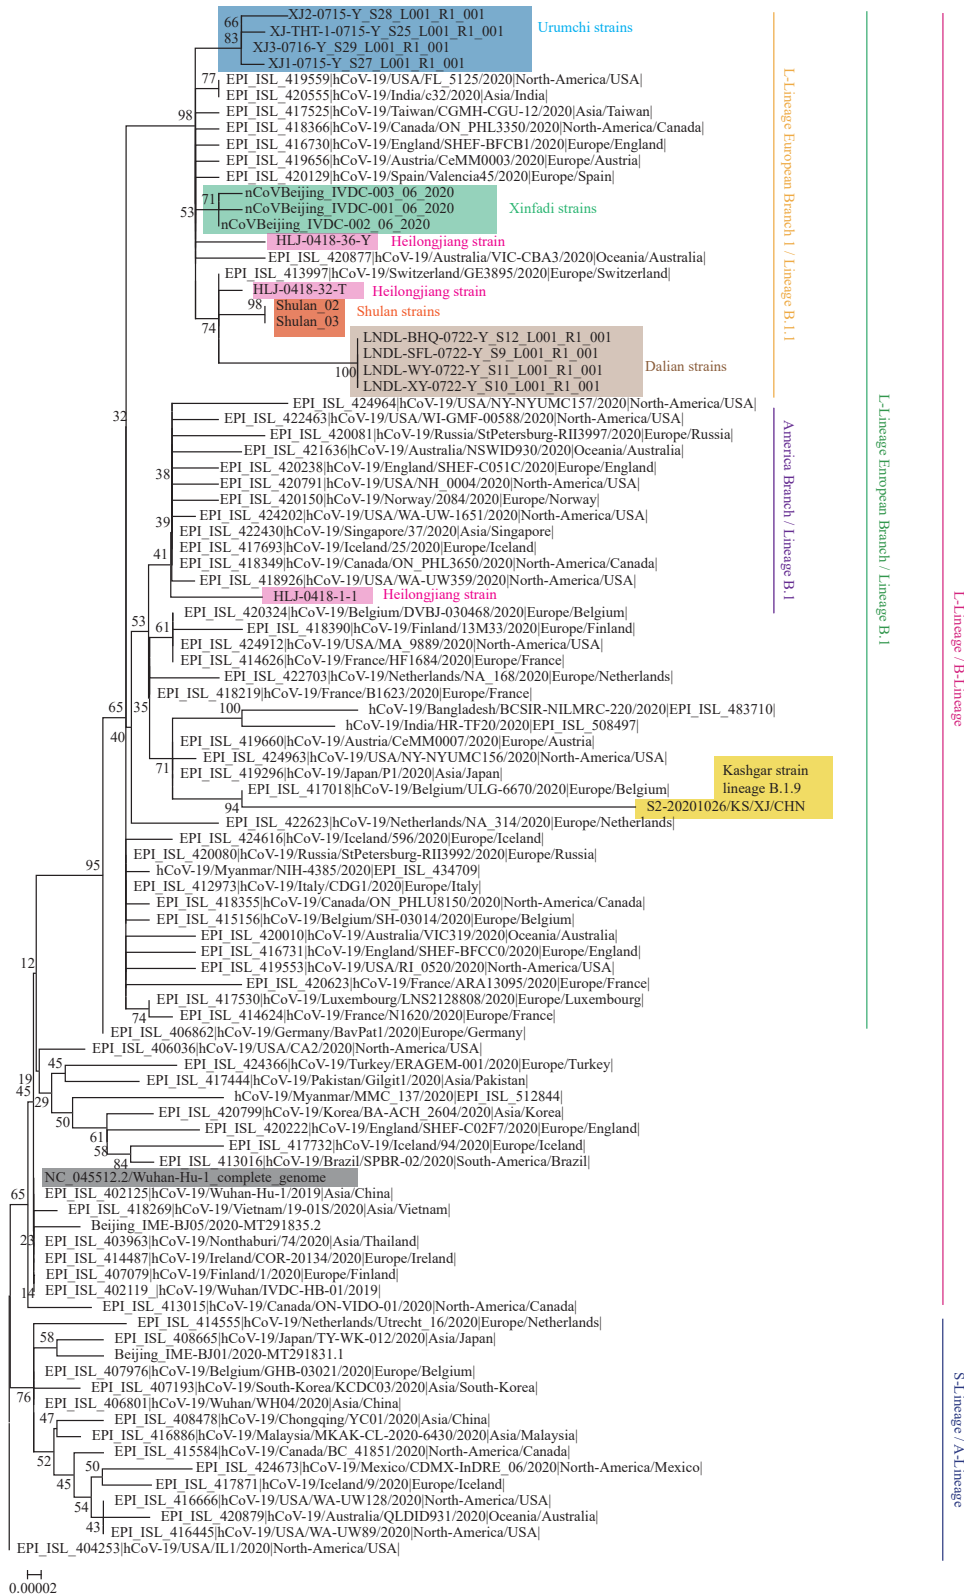 XJ2-0715-Y_S28_L001_R1_001
66
XJ-THT-1-0715-Y_S25_L001_R1_001
Urumchi strains
83
XJ3-0716-Y_S29_L001_R1_001
XJ1-0715-Y_S27_L001_R1_001
77
EPI_ISL_419559|hCoV-19/USA/FL_5125/2020|North-America/USA|
EPI_ISL_420555|hCoV-19/India/c32/2020|Asia/India|
98
EPI_ISL_417525|hCoV-19/Taiwan/CGMH-CGU-12/2020|Asia/Taiwan|
EPI_ISL_418366|hCoV-19/Canada/ON_PHL3350/2020|North-America/Canada|
EPI_ISL_416730|hCoV-19/England/SHEF-BFCB1/2020|Europe/England|
EPI_ISL_419656|hCoV-19/Austria/CeMM0003/2020|Europe/Austria|
EPI_ISL_420129|hCoV-19/Spain/Valencia45/2020|Europe/Spain|
71
nCoVBeijing_IVDC-003_06_2020
53
nCoVBeijing_IVDC-001_06_2020
Xinfadi strains
nCoVBeijing_IVDC-002_06_2020
HLJ-0418-36-Y
Heilongjiang strain
EPI_ISL_420877|hCoV-19/Australia/VIC-CBA3/2020|Oceania/Australia|
EPI_ISL_413997|hCoV-19/Switzerland/GE3895/2020|Europe/Switzerland|
HLJ-0418-32-T
Heilongjiang strain
98
Shulan_02
Shulan strains
Shulan_03
74
LNDL-BHQ-0722-Y_S12_L001_R1_001
LNDL-SFL-0722-Y_S9_L001_R1_001
Dalian strains
100
LNDL-WY-0722-Y_S11_L001_R1_001
LNDL-XY-0722-Y_S10_L001_R1_001
L-Lineage European Branch 1 / Lineage B.1.1
32
EPI_ISL_424964|hCoV-19/USA/NY-NYUMC157/2020|North-America/USA|
EPI_ISL_422463|hCoV-19/USA/WI-GMF-00588/2020|North-America/USA|
EPI_ISL_420081|hCoV-19/Russia/StPetersburg-RII3997/2020|Europe/Russia|
EPI_ISL_421636|hCoV-19/Australia/NSWID930/2020|Oceania/Australia|
38
EPI_ISL_420238|hCoV-19/England/SHEF-C051C/2020|Europe/England|
EPI_ISL_420791|hCoV-19/USA/NH_0004/2020|North-America/USA|
EPI_ISL_420150|hCoV-19/Norway/2084/2020|Europe/Norway|
39
EPI_ISL_424202|hCoV-19/USA/WA-UW-1651/2020|North-America/USA|
EPI_ISL_422430|hCoV-19/Singapore/37/2020|Asia/Singapore|
EPI_ISL_417693|hCoV-19/Iceland/25/2020|Europe/Iceland|
41
EPI_ISL_418349|hCoV-19/Canada/ON_PHL3650/2020|North-America/Canada|
EPI_ISL_418926|hCoV-19/USA/WA-UW359/2020|North-America/USA|
HLJ-0418-1-1
Heilongjiang strain
America Branch / Lineage B.1
53
EPI_ISL_420324|hCoV-19/Belgium/DVBJ-030468/2020|Europe/Belgium|
61
EPI_ISL_418390|hCoV-19/Finland/13M33/2020|Europe/Finland|
EPI_ISL_424912|hCoV-19/USA/MA_9889/2020|North-America/USA|
EPI_ISL_414626|hCoV-19/France/HF1684/2020|Europe/France|
EPI_ISL_422703|hCoV-19/Netherlands/NA_168/2020|Europe/Netherlands|
EPI_ISL_418219|hCoV-19/France/B1623/2020|Europe/France|
65
35
100
hCoV-19/Bangladesh/BCSIR-NILMRC-220/2020|EPI_ISL_483710|
hCoV-19/India/HR-TF20/2020|EPI_ISL_508497|
40
EPI_ISL_419660|hCoV-19/Austria/CeMM0007/2020|Europe/Austria|
EPI_ISL_424963|hCoV-19/USA/NY-NYUMC156/2020|North-America/USA|
71
EPI_ISL_419296|hCoV-19/Japan/P1/2020|Asia/Japan|
Kashgar strain
lineage B.1.9
EPI_ISL_417018|hCoV-19/Belgium/ULG-6670/2020|Europe/Belgium|
94
S2-20201026/KS/XJ/CHN
EPI_ISL_422623|hCoV-19/Netherlands/NA_314/2020|Europe/Netherlands|
EPI_ISL_424616|hCoV-19/Iceland/596/2020|Europe/Iceland|
EPI_ISL_420080|hCoV-19/Russia/StPetersburg-RII3992/2020|Europe/Russia|
95
hCoV-19/Myanmar/NIH-4385/2020|EPI_ISL_434709|
EPI_ISL_412973|hCoV-19/Italy/CDG1/2020|Europe/Italy|
EPI_ISL_418355|hCoV-19/Canada/ON_PHLU8150/2020|North-America/Canada|
EPI_ISL_415156|hCoV-19/Belgium/SH-03014/2020|Europe/Belgium|
EPI_ISL_420010|hCoV-19/Australia/VIC319/2020|Oceania/Australia|
EPI_ISL_416731|hCoV-19/England/SHEF-BFCC0/2020|Europe/England|
12
EPI_ISL_419553|hCoV-19/USA/RI_0520/2020|North-America/USA|
EPI_ISL_420623|hCoV-19/France/ARA13095/2020|Europe/France|
EPI_ISL_417530|hCoV-19/Luxembourg/LNS2128808/2020|Europe/Luxembourg|
74
EPI_ISL_414624|hCoV-19/France/N1620/2020|Europe/France|
L-Lineage Enropean Branch / Lineage B.1
EPI_ISL_406862|hCoV-19/Germany/BavPat1/2020|Europe/Germany|
EPI_ISL_406036|hCoV-19/USA/CA2/2020|North-America/USA|
45
EPI_ISL_424366|hCoV-19/Turkey/ERAGEM-001/2020|Europe/Turkey|
19
EPI_ISL_417444|hCoV-19/Pakistan/Gilgit1/2020|Asia/Pakistan|
45
29
hCoV-19/Myanmar/MMC_137/2020|EPI_ISL_512844|
50
EPI_ISL_420799|hCoV-19/Korea/BA-ACH_2604/2020|Asia/Korea|
61
EPI_ISL_420222|hCoV-19/England/SHEF-C02F7/2020|Europe/England|
58
EPI_ISL_417732|hCoV-19/Iceland/94/2020|Europe/Iceland|
84
EPI_ISL_413016|hCoV-19/Brazil/SPBR-02/2020|South-America/Brazil|
NC_045512.2/Wuhan-Hu-1_complete_genome
65
EPI_ISL_402125|hCoV-19/Wuhan-Hu-1/2019|Asia/China|
EPI_ISL_418269|hCoV-19/Vietnam/19-01S/2020|Asia/Vietnam|
Beijing_IME-BJ05/2020-MT291835.2
23
EPI_ISL_403963|hCoV-19/Nonthaburi/74/2020|Asia/Thailand|
EPI_ISL_414487|hCoV-19/Ireland/COR-20134/2020|Europe/Ireland|
EPI_ISL_407079|hCoV-19/Finland/1/2020|Europe/Finland|
14
EPI_ISL_402119_|hCoV-19/Wuhan/IVDC-HB-01/2019|
EPI_ISL_413015|hCoV-19/Canada/ON-VIDO-01/2020|North-America/Canada|
L-Lineage / B-Lineage
EPI_ISL_414555|hCoV-19/Netherlands/Utrecht_16/2020|Europe/Netherlands|
58
EPI_ISL_408665|hCoV-19/Japan/TY-WK-012/2020|Asia/Japan|
Beijing_IME-BJ01/2020-MT291831.1
EPI_ISL_407976|hCoV-19/Belgium/GHB-03021/2020|Europe/Belgium|
76
EPI_ISL_407193|hCoV-19/South-Korea/KCDC03/2020|Asia/South-Korea|
EPI_ISL_406801|hCoV-19/Wuhan/WH04/2020|Asia/China|
47
EPI_ISL_408478|hCoV-19/Chongqing/YC01/2020|Asia/China|
EPI_ISL_416886|hCoV-19/Malaysia/MKAK-CL-2020-6430/2020|Asia/Malaysia|
52
EPI_ISL_415584|hCoV-19/Canada/BC_41851/2020|North-America/Canada|
50
EPI_ISL_424673|hCoV-19/Mexico/CDMX-InDRE_06/2020|North-America/Mexico|
45
EPI_ISL_417871|hCoV-19/Iceland/9/2020|Europe/Iceland|
54
EPI_ISL_416666|hCoV-19/USA/WA-UW128/2020|North-America/USA|
EPI_ISL_420879|hCoV-19/Australia/QLDID931/2020|Oceania/Australia|
43
EPI_ISL_416445|hCoV-19/USA/WA-UW89/2020|North-America/USA|
EPI_ISL_404253|hCoV-19/USA/IL1/2020|North-America/USA|
S-Lineage / A-Lineage
0.00002